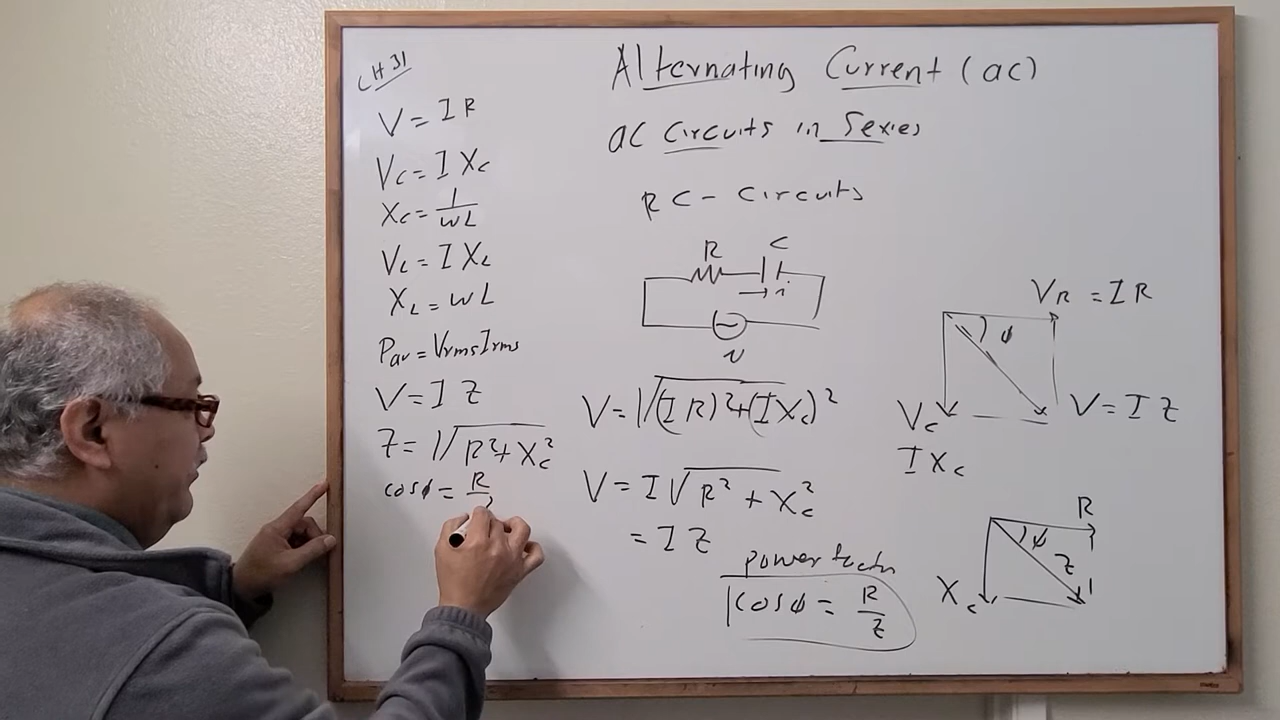 CH 31
V = I R
Vc = I Xc
Xc = 1/wL
VL = I XL
XL = wL
Pav = Vrms Irms
V = I Z
Z = √R²+Xc²
cosφ = R/
Alternating Current (ac)
ac Circuits in Series
RC - Circuits
R C
i
v
V = √(IR)²+(IXc)²
V = I√R² + Xc²
= I Z
power factor
cosφ = R/Z
VR = I R
φ
Vc
V = I Z
I Xc
R
φ
Z
Xc